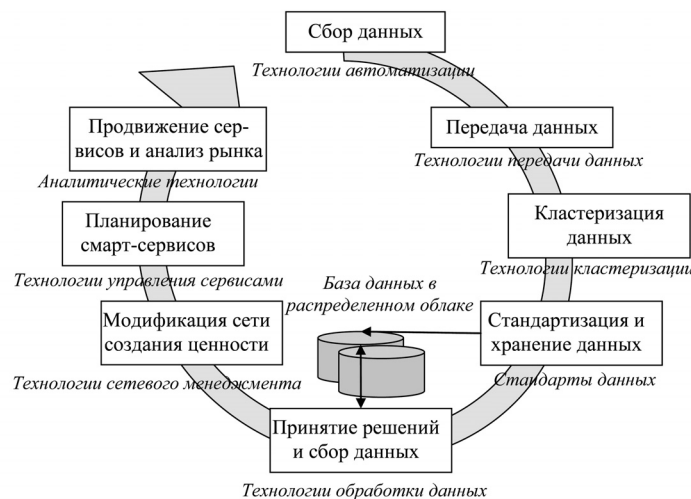 Сбор данных
Технологии автоматизации
Передача данных
Технологии передачи данных
Кластеризация
данных
Технологии кластеризации
Стандартизация и
хранение данных
Стандарты данных
База данных в
распределенном облаке
Принятие решений
и сбор данных
Технологии обработки данных
Модификация сети
создания ценности
Технологии сетевого менеджмента
Планирование
смарт-сервисов
Технологии управления сервисами
Продвижение сер-
висов и анализ рынка
Аналитические технологии